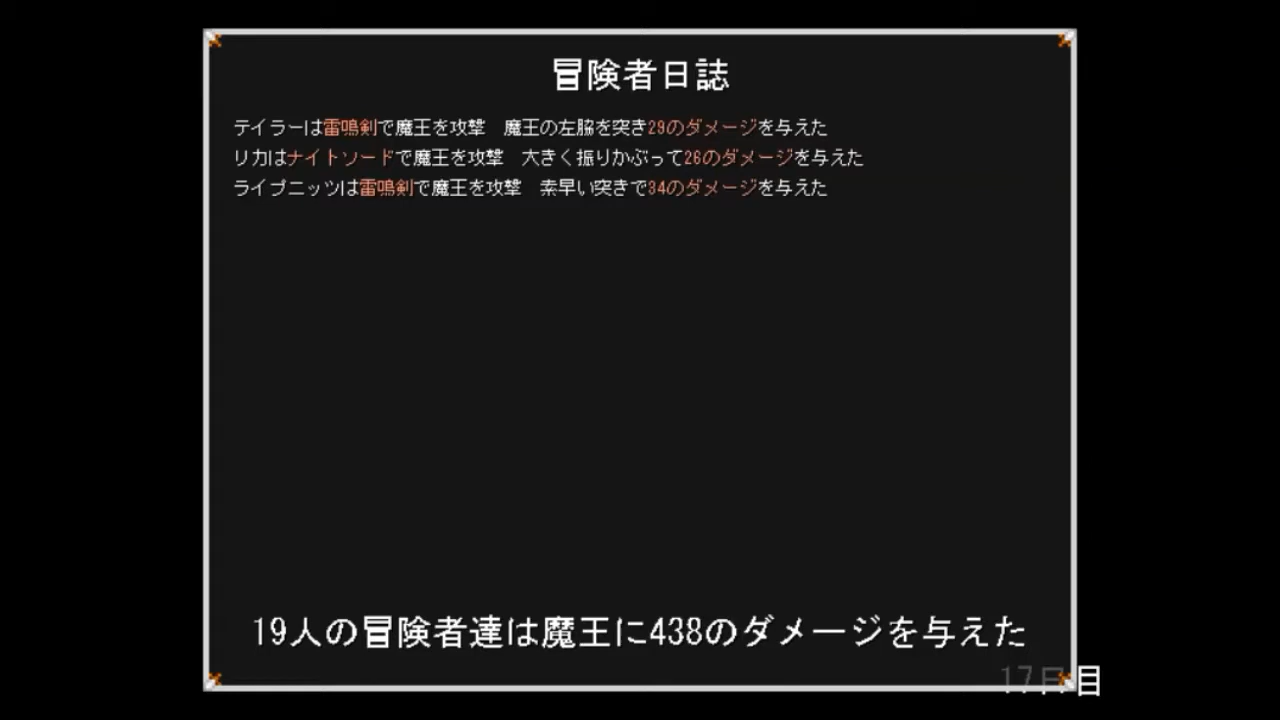 冒険者日誌
テイラーは雷鳴剣で魔王を攻撃　魔王の左脇を突き29のダメージを与えた
リカはナイトソードで魔王を攻撃　大きく振りかぶって26のダメージを与えた
ライプニッツは雷鳴剣で魔王を攻撃　素早い突きで34のダメージを与えた
19人の冒険者達は魔王に438のダメージを与えた
17日目